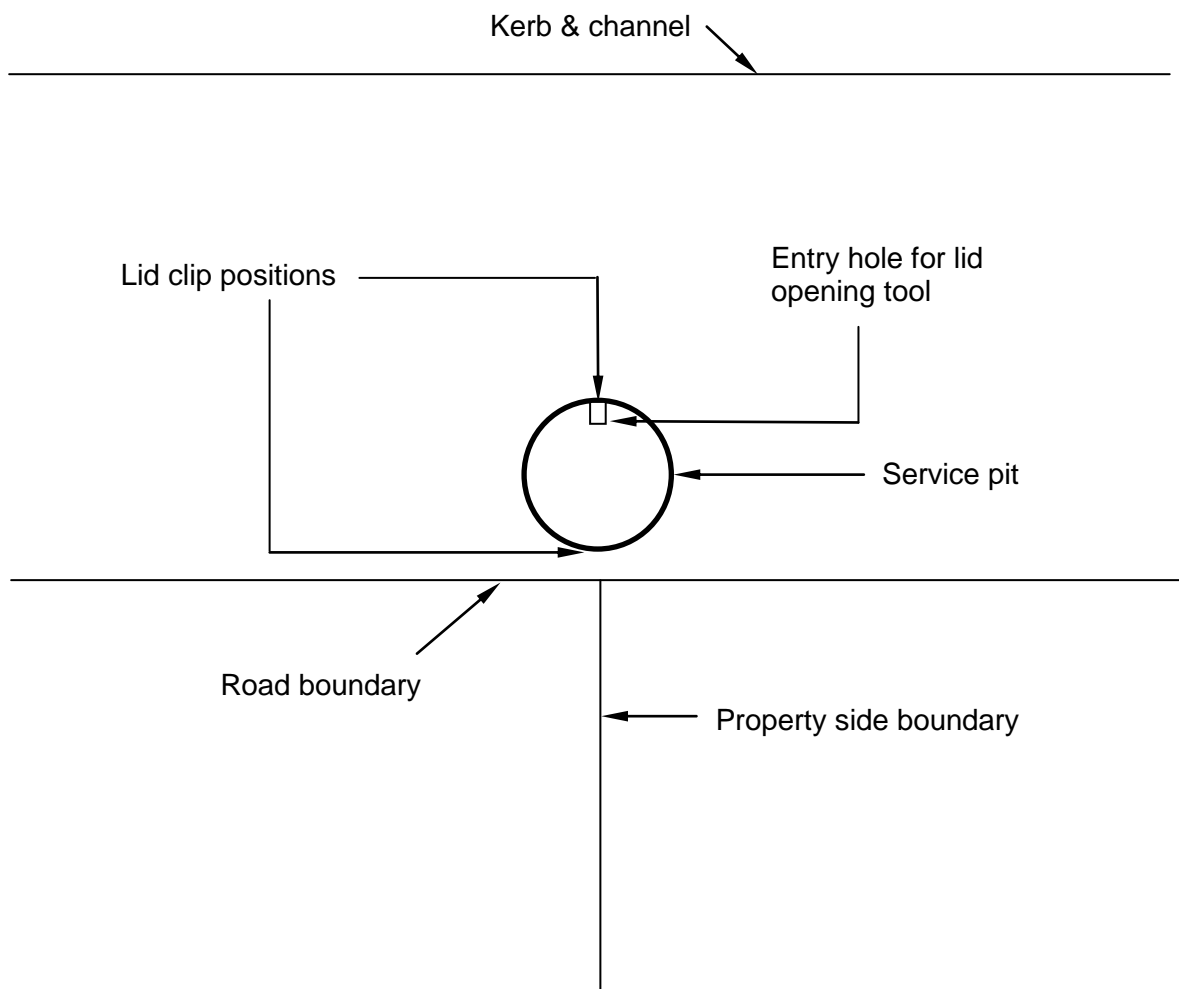 Kerb & channel
Lid clip positions
Entry hole for lid
opening tool
Service pit
Road boundary
Property side boundary